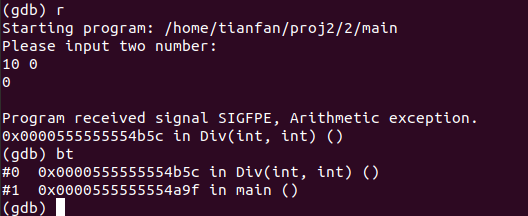 (gdb) r
Starting program: /home/tianfan/proj2/2/main
Please input two number:
10 0
0
Program received signal SIGFPE, Arithmetic exception.
0x0000555555554b5c in Div(int, int) ()
(gdb) bt
#0  0x0000555555554b5c in Div(int, int) ()
#1  0x0000555555554a9f in main ()
(gdb)